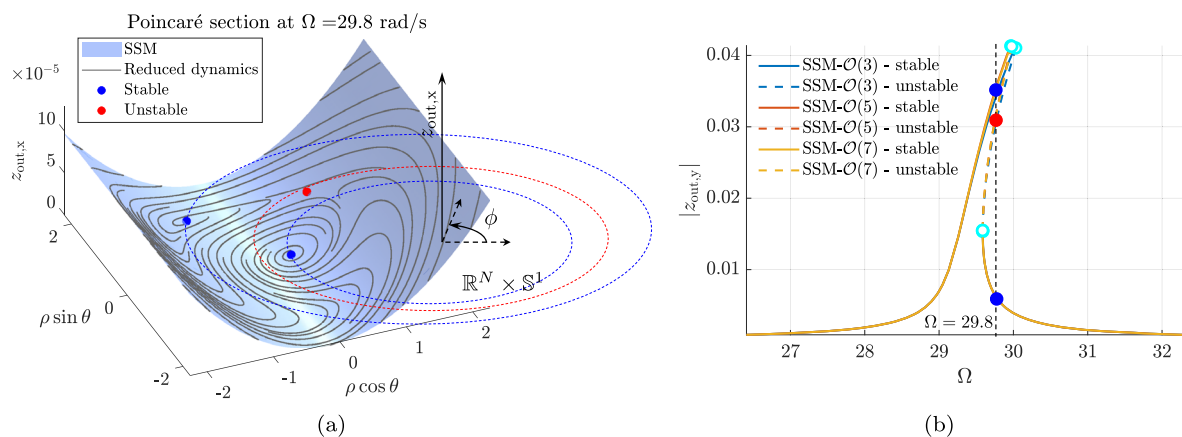 Poincaré section at Ω =29.8 rad/s
SSM
Reduced dynamics
Stable
Unstable
×10⁻⁵
10
5
0
z_out,x
2
0
-2
ρ sin θ
-2
-1
0
1
2
ρ cos θ
z_out,x
ϕ
ℝᴺ × 𝕊¹
(a)
0.04
0.03
0.02
0.01
|z_out,y|
SSM-𝒪(3) - stable
SSM-𝒪(3) - unstable
SSM-𝒪(5) - stable
SSM-𝒪(5) - unstable
SSM-𝒪(7) - stable
SSM-𝒪(7) - unstable
Ω = 29.8
27 28 29 30 31 32
Ω
(b)